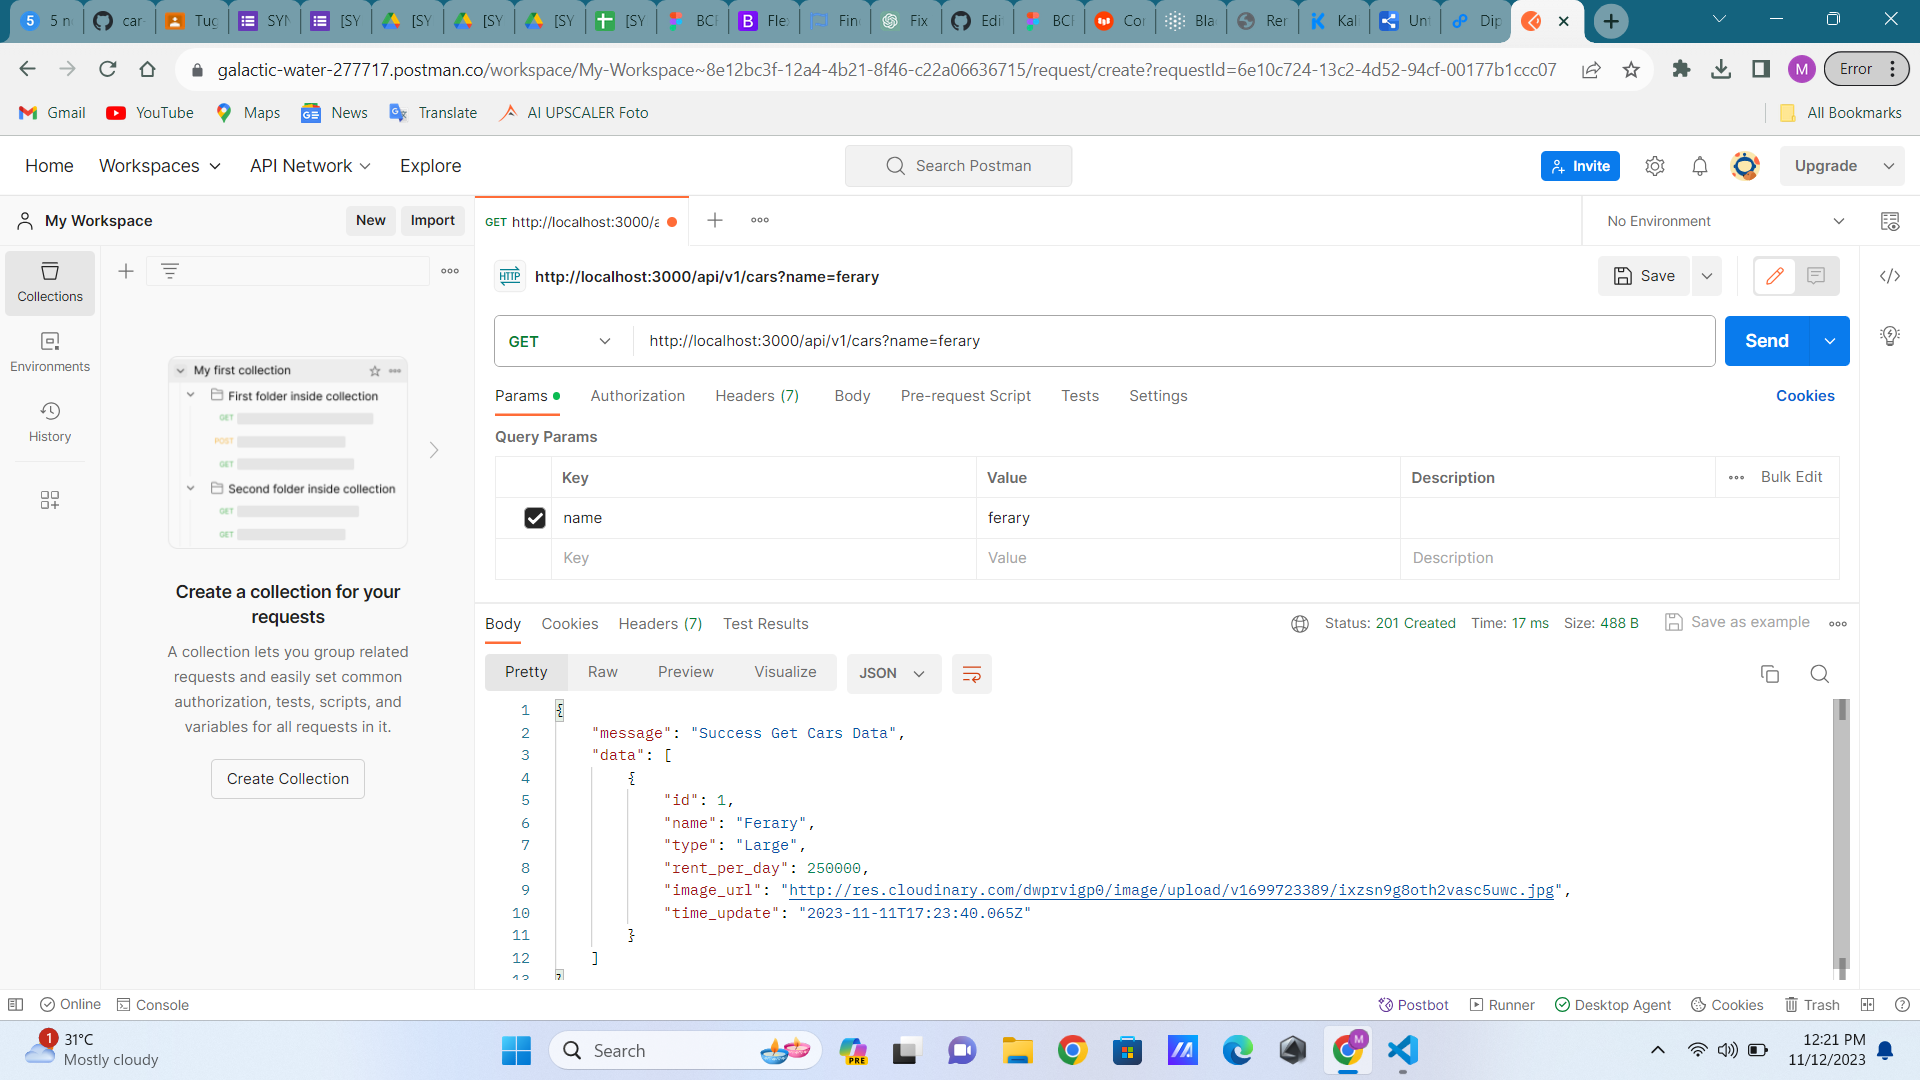 5 n
car-
Tug
SYN
[SY
[SY
[SY
[SY
[SY
BCR
Flex
Find
Fix
Edit
BCR
Cor
Bla
Ren
Kal
Unt
Dip
galactic-water-277717.postman.co/workspace/My-Workspace~8e12bc3f-12a4-4b21-8f46-c22a06636715/request/create?requestId=6e10c724-13c2-4d52-94cf-00177b1ccc07
M
Error
Gmail
YouTube
Maps
News
Translate
AI UPSCALER Foto
All Bookmarks
Home
Workspaces
API Network
Explore
Search Postman
Invite
Upgrade
My Workspace
New
Import
GET http://localhost:3000/a
No Environment
Collections
Environments
History
My first collection
First folder inside collection
GET
POST
GET
Second folder inside collection
GET
GET
Create a collection for your
requests
A collection lets you group related
requests and easily set common
authorization, tests, scripts, and
variables for all requests in it.
Create Collection
HTTP
http://localhost:3000/api/v1/cars?name=ferary
Save
GET
http://localhost:3000/api/v1/cars?name=ferary
Send
Params
Authorization
Headers (7)
Body
Pre-request Script
Tests
Settings
Cookies
Query Params
Key Value Description
Bulk Edit
name ferary
Key Value Description
Body
Cookies
Headers (7)
Test Results
Status: 201 Created Time: 17 ms Size: 488 B
Save as example
Pretty
Raw
Preview
Visualize
JSON
1 {
2 "message": "Success Get Cars Data",
3 "data": [
4 {
5 "id": 1,
6 "name": "Ferary",
7 "type": "Large",
8 "rent_per_day": 250000,
9 "image_url": "http://res.cloudinary.com/dwprvigp0/image/upload/v1699723389/ixzsn9g8oth2vasc5uwc.jpg",
10 "time_update": "2023-11-11T17:23:40.065Z"
11 }
12 ]
13 }
Online
Console
Postbot
Runner
Desktop Agent
Cookies
Trash
1
31°C
Mostly cloudy
Search
PRE
M
12:21 PM
11/12/2023